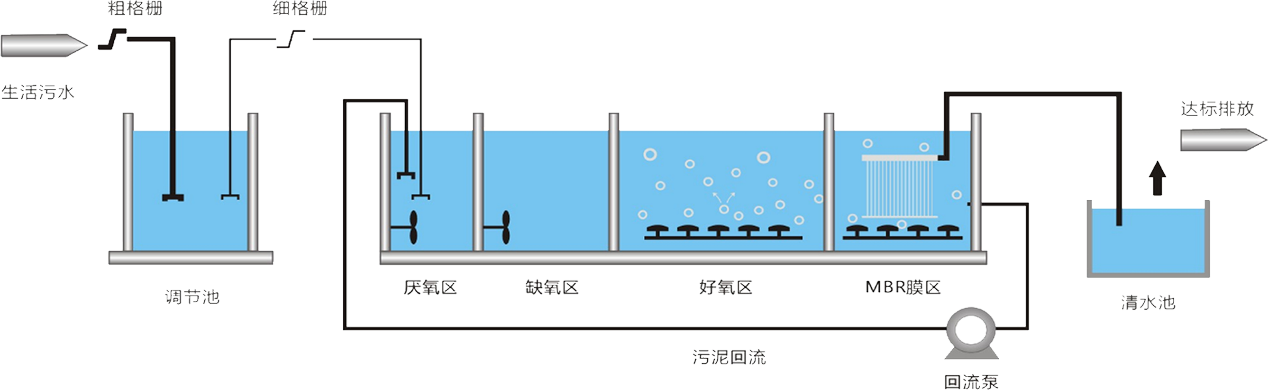 粗格栅
细格栅
生活污水
达标排放
调节池
厌氧区
缺氧区
好氧区
MBR膜区
清水池
污泥回流
回流泵